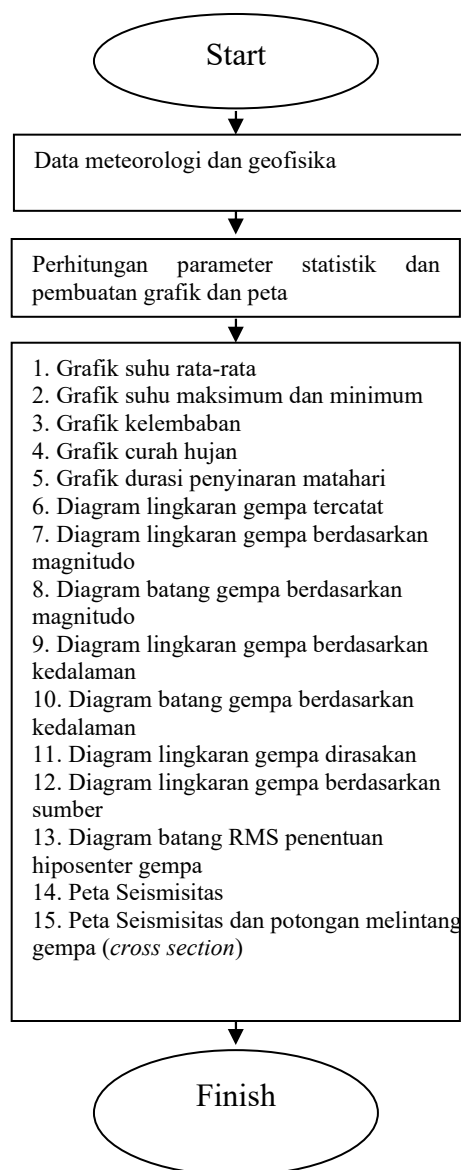 Start
Data meteorologi dan geofisika
Perhitungan parameter statistik dan
pembuatan grafik dan peta
1. Grafik suhu rata-rata
2. Grafik suhu maksimum dan minimum
3. Grafik kelembaban
4. Grafik curah hujan
5. Grafik durasi penyinaran matahari
6. Diagram lingkaran gempa tercatat
7. Diagram lingkaran gempa berdasarkan
magnitudo
8. Diagram batang gempa berdasarkan
magnitudo
9. Diagram lingkaran gempa berdasarkan
kedalaman
10. Diagram batang gempa berdasarkan
kedalaman
11. Diagram lingkaran gempa dirasakan
12. Diagram lingkaran gempa berdasarkan
sumber
13. Diagram batang RMS penentuan
hiposenter gempa
14. Peta Seismisitas
15. Peta Seismisitas dan potongan melintang
gempa (cross section)
Finish